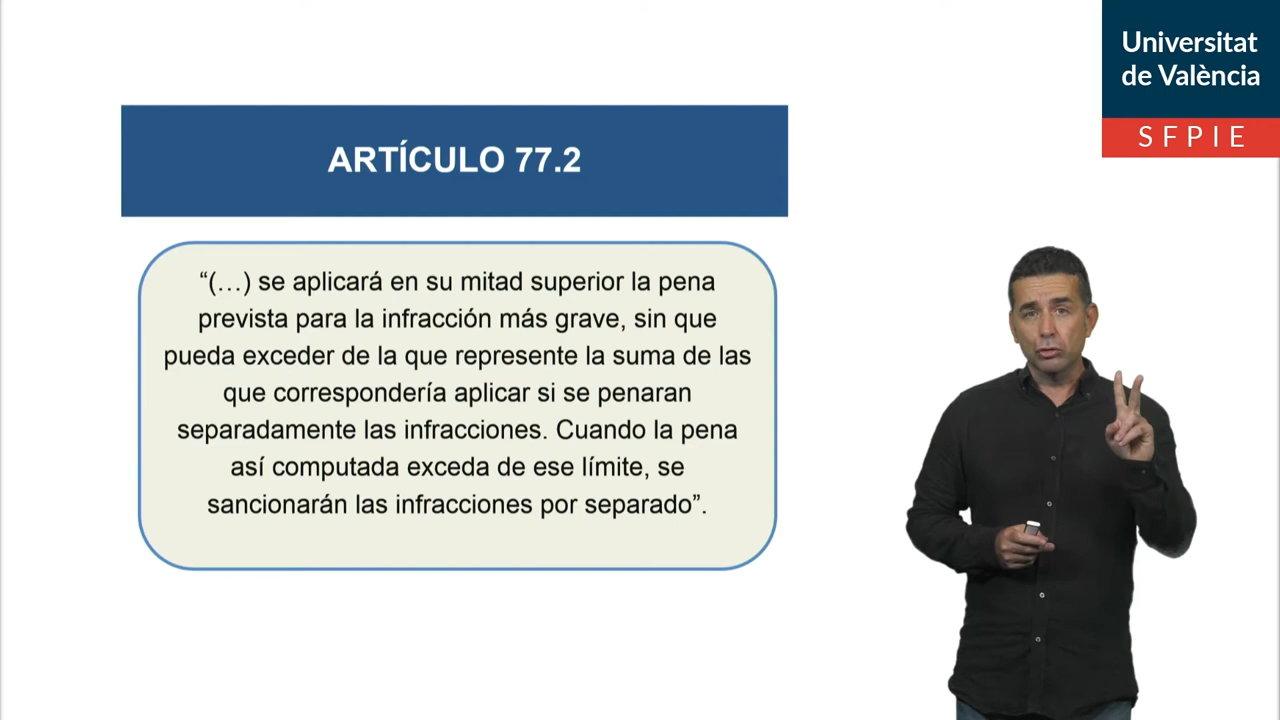 Universitat
de València
SFPIE
ARTÍCULO 77.2
“(…) se aplicará en su mitad superior la pena
prevista para la infracción más grave, sin que
pueda exceder de la que represente la suma de las
que correspondería aplicar si se penaran
separadamente las infracciones. Cuando la pena
así computada exceda de ese límite, se
sancionarán las infracciones por separado”.